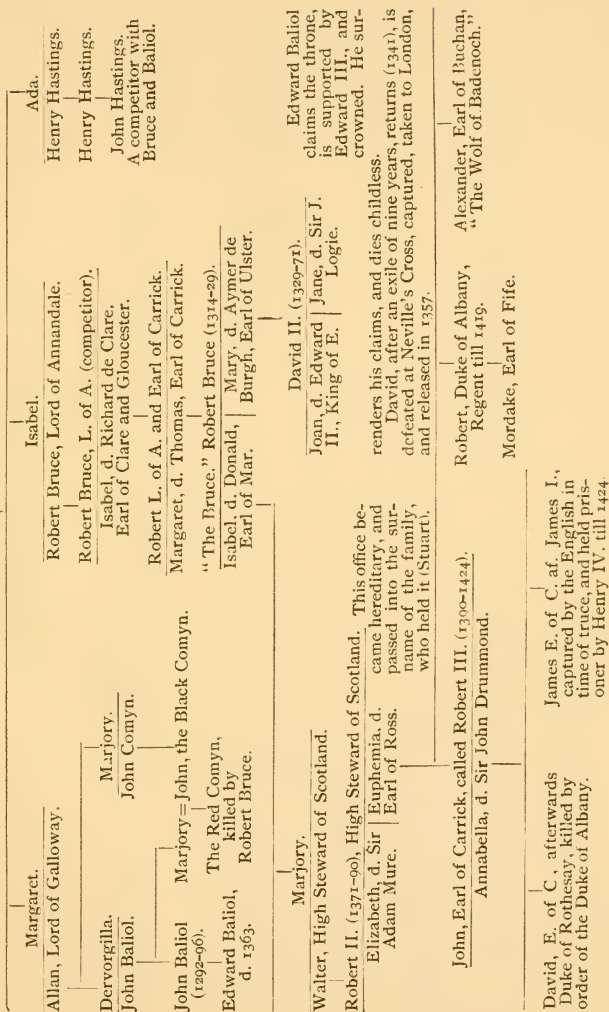 Margaret.
Allan, Lord of Galloway.
Dervorgilla.
John Baliol.
John Baliol
(1292-96).
Edward Baliol,
d. 1363.
Marjory.
John Comyn.
Marjory=John, the Black Comyn.
The Red Comyn,
killed by
Robert Bruce.
Isabel.
Robert Bruce, Lord of Annandale.
Robert Bruce, L. of A. (competitor).
Isabel, d. Richard de Clare,
Earl of Clare and Gloucester.
Robert L. of A. and Earl of Carrick.
Margaret, d. Thomas, Earl of Carrick.
"The Bruce." Robert Bruce (1314-29).
Isabel, d. Donald,
Earl of Mar.
Mary, d. Aymer de
Burgh, Earl of Ulster.
Ada.
Henry Hastings.
Henry Hastings.
John Hastings.
A competitor with
Bruce and Baliol.
Marjory.
Walter, High Steward of Scotland.
Robert II. (1371-90), High Steward of Scotland. This office be-
Elizabeth, d. Sir
Adam Mure.
Euphemia, d.
Earl of Ross.
came hereditary, and
passed into the sur-
name of the family,
who held it (Stuart).
David II. (1329-71).
Joan, d. Edward
II., King of E.
Jane, d. Sir J.
Logie.
Edward Baliol
claims the throne,
is supported by
Edward III., and
crowned. He sur-
renders his claims, and dies childless.
David, after an exile of nine years, returns (1341), is
defeated at Neville's Cross, captured, taken to London,
and released in 1357.
John, Earl of Carrick, called Robert III. (1390-1424).
Annabella, d. Sir John Drummond.
Robert, Duke of Albany,
Regent till 1419.
Mordake, Earl of Fife.
Alexander, Earl of Buchan,
"The Wolf of Badenoch."
David, E. of C , afterwards
Duke of Rothesay, killed by
order of the Duke of Albany.
James E. of C. af. James I.,
captured by the English in
time of truce, and held pris-
oner by Henry IV. till 1424.